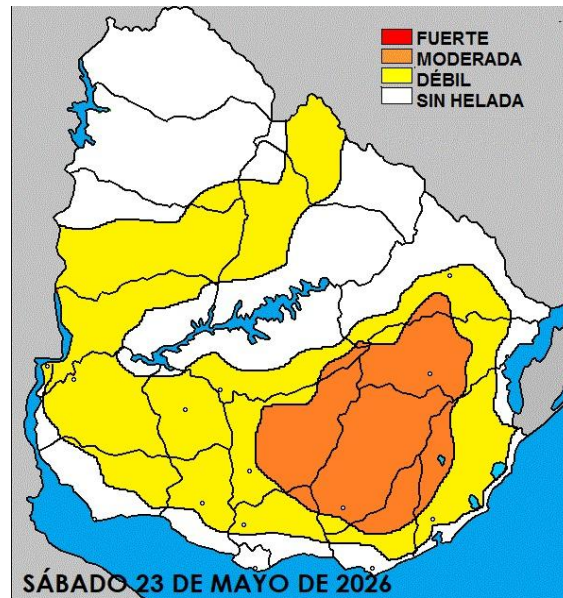 FUERTE
MODERADA
DÉBIL
SIN HELADA
SÁBADO 23 DE MAYO DE 2026